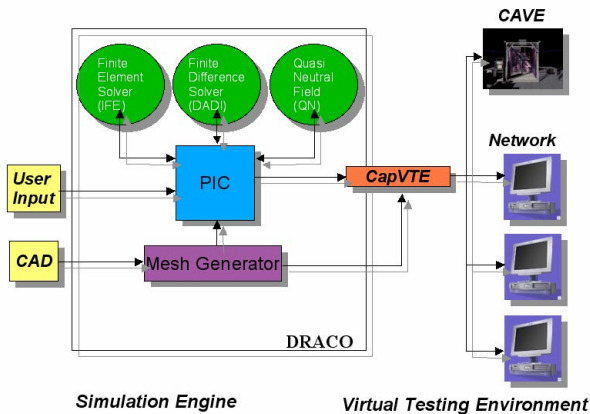 CAVE
Finite
Element
Solver
(IFE)
Finite
Difference
Solver
(DADI)
Quasi
Neutral
Field
(QN)
Network
User
Input
PIC
CapVTE
CAD
Mesh Generator
DRACO
Simulation Engine
Virtual Testing Environment